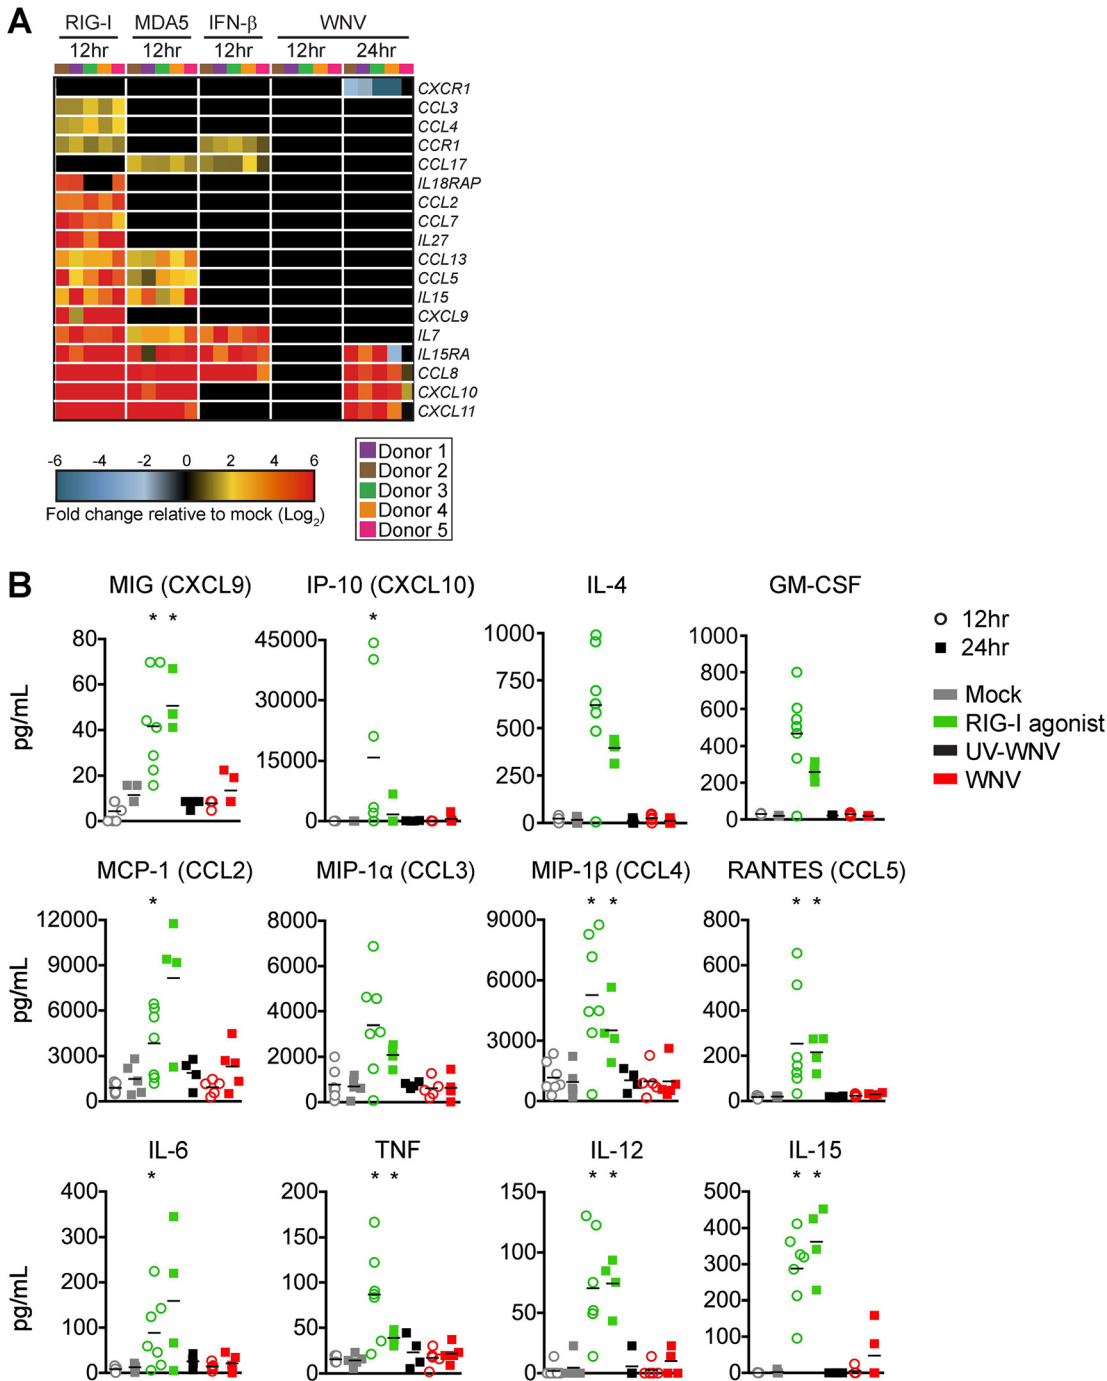 A
RIG-I MDA5 IFN-β WNV
12hr 12hr 12hr 12hr 24hr
CXCR1
CCL3
CCL4
CCR1
CCL17
IL18RAP
CCL2
CCL7
IL27
CCL13
CCL5
IL15
CXCL9
IL7
IL15RA
CCL8
CXCL10
CXCL11
-6 -4 -2 0 2 4 6
Fold change relative to mock (Log2)
Donor 1
Donor 2
Donor 3
Donor 4
Donor 5
B
MIG (CXCL9) IP-10 (CXCL10) IL-4 GM-CSF
* * *
pg/mL
80
60
40
20
0
45000
30000
15000
0
1000
750
500
250
0
1000
800
600
400
200
0
12hr
24hr
Mock
RIG-I agonist
UV-WNV
WNV
MCP-1 (CCL2) MIP-1α (CCL3) MIP-1β (CCL4) RANTES (CCL5)
* * * * *
pg/mL
12000
9000
6000
3000
0
8000
6000
4000
2000
0
9000
6000
3000
0
800
600
400
200
0
IL-6 TNF IL-12 IL-15
* * * * * * *
pg/mL
400
300
200
100
0
200
150
100
50
0
150
100
50
0
500
400
300
200
100
0